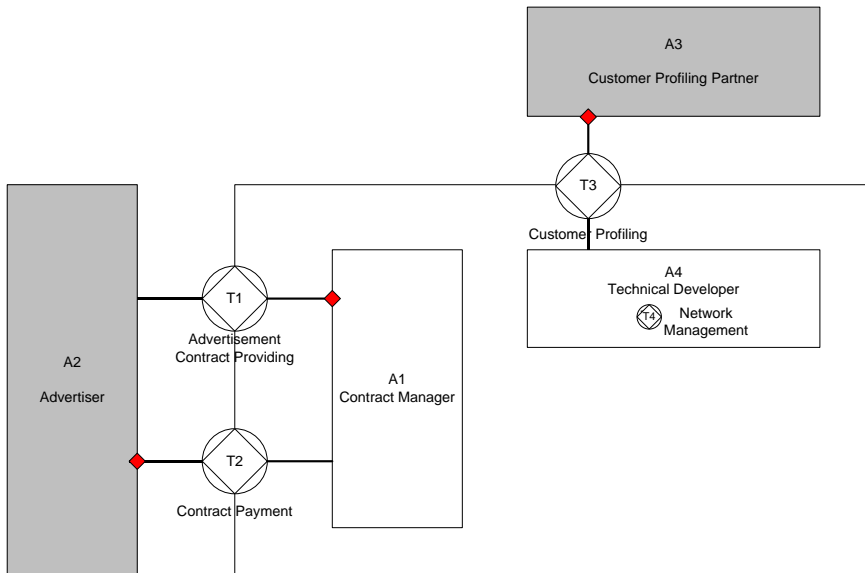 A3
Customer Profiling Partner
T3
Customer Profiling
A4
Technical Developer
T4
Network
Management
T1
Advertisement
Contract Providing
A2
Advertiser
A1
Contract Manager
T2
Contract Payment